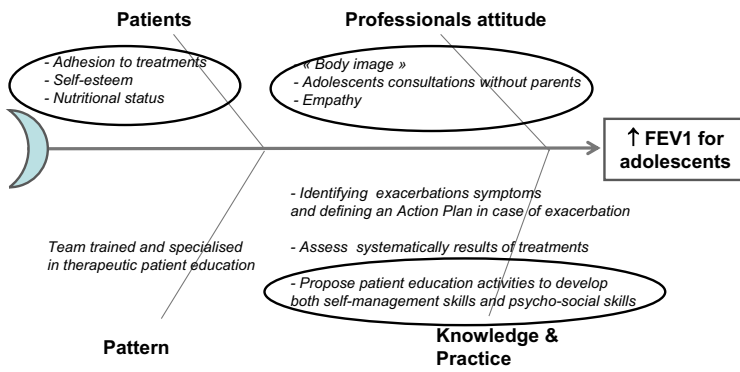 Patients
Professionals attitude
- Adhesion to treatments
- Self-esteem
- Nutritional status
- « Body image »
- Adolescents consultations without parents
- Empathy
↑ FEV1 for
adolescents
- Identifying exacerbations symptoms
and defining an Action Plan in case of exacerbation
Team trained and specialised
in therapeutic patient education
- Assess systematically results of treatments
- Propose patient education activities to develop
both self-management skills and psycho-social skills
Pattern
Knowledge &
Practice